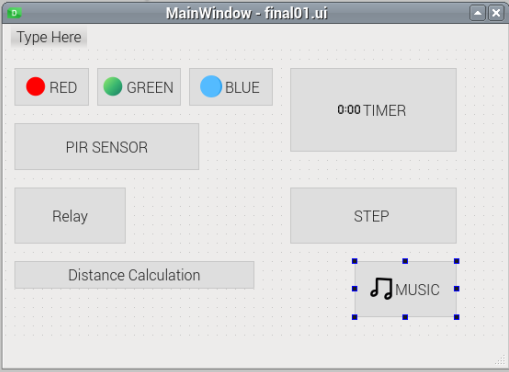 MainWindow - final01.ui
Type Here
RED GREEN BLUE
0:00 TIMER
PIR SENSOR
Relay
STEP
Distance Calculation
MUSIC